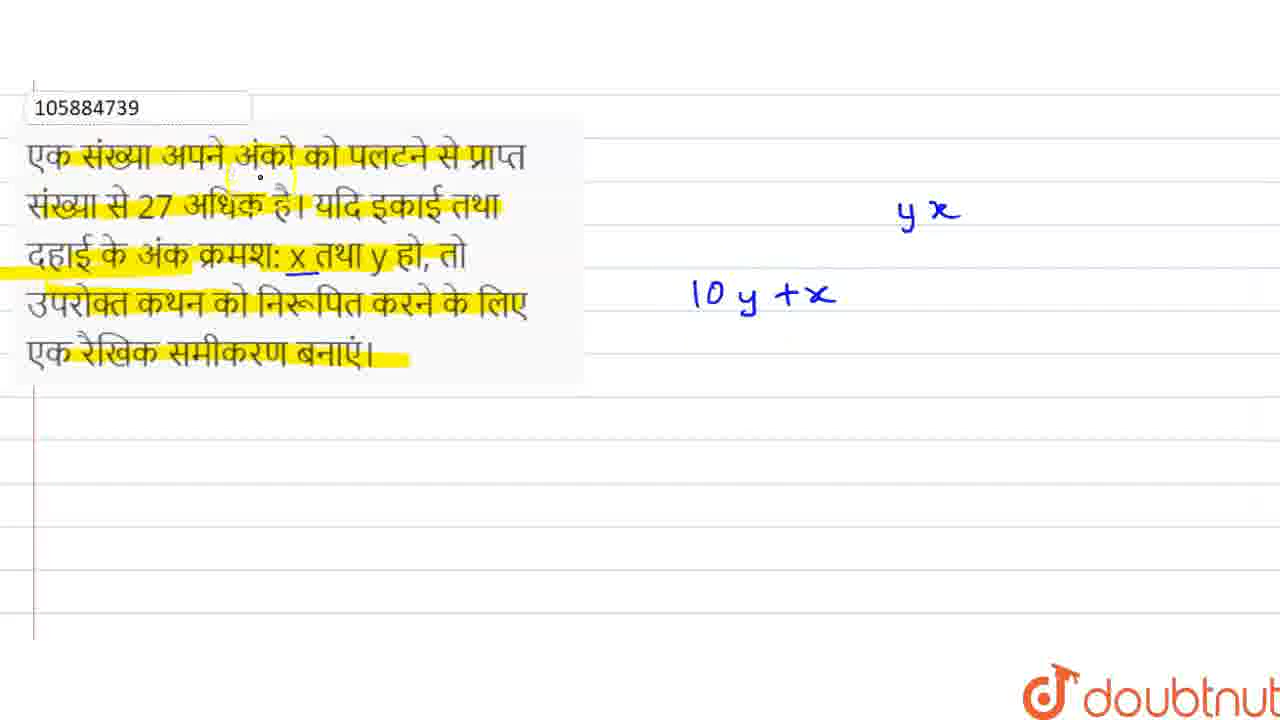 105884739
एक संख्या अपने अंको को पलटने से प्राप्त
संख्या से 27 अधिक है। यदि इकाई तथा
दहाई के अंक क्रमश: x तथा y हो, तो
उपरोक्त कथन को निरूपित करने के लिए
एक रैखिक समीकरण बनाएं।
y x
10 y + x
doubtnut